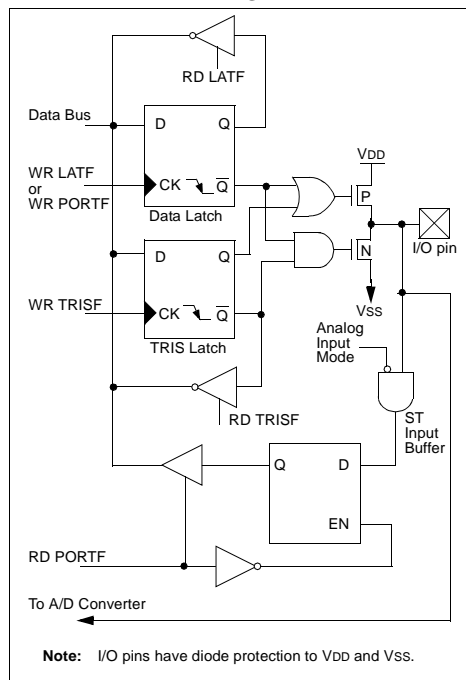 RD LATF
Data Bus
D Q
VDD
WR LATF
or
WR PORTF
CK Q
P
Data Latch
I/O pin
D Q
N
WR TRISF
CK Q
VSS
TRIS Latch
Analog
Input
Mode
ST
Input
Buffer
RD TRISF
Q D
EN
RD PORTF
To A/D Converter
Note: I/O pins have diode protection to VDD and VSS.